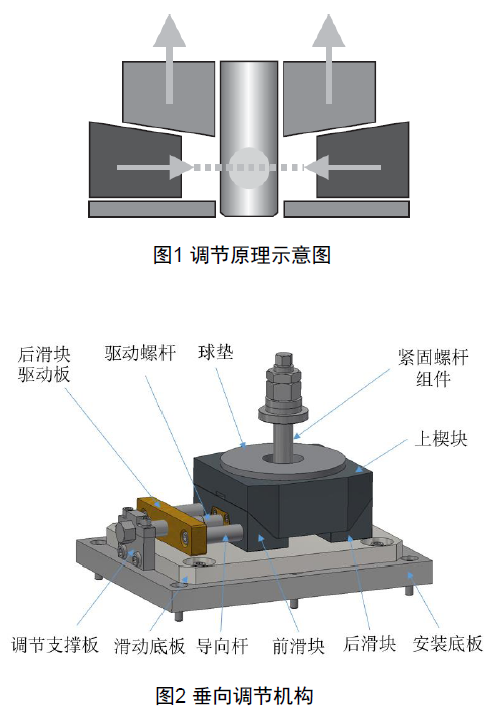 图1 调节原理示意图
后滑块
驱动板
驱动螺杆
球垫
紧固螺杆
组件
上楔块
调节支撑板
滑动底板
导向杆
前滑块
后滑块
安装底板
图2 垂向调节机构